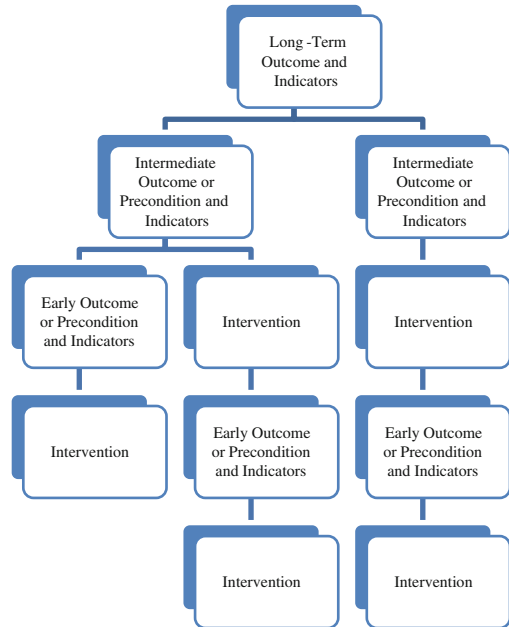 Long -Term
Outcome and
Indicators
Intermediate
Outcome or
Precondition and
Indicators
Intermediate
Outcome or
Precondition and
Indicators
Early Outcome
or Precondition
and Indicators
Intervention
Intervention
Intervention
Early Outcome
or Precondition
and Indicators
Early Outcome
or Precondition
and Indicators
Intervention
Intervention